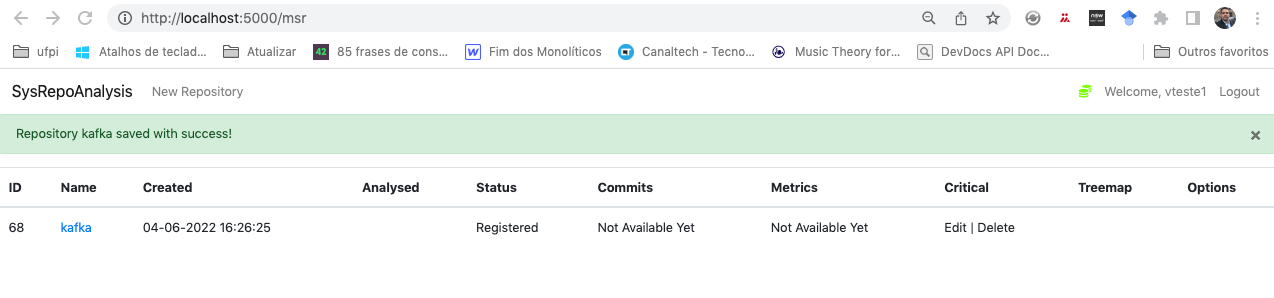 http://localhost:5000/msr
ufpi Atalhos de teclad... Atualizar 42 85 frases de cons... W Fim dos Monolíticos Canaltech - Tecno... Music Theory for... DevDocs API Doc... Outros favoritos
SysRepoAnalysis New Repository Welcome, vteste1 Logout
Repository kafka saved with success! ×
ID Name Created Analysed Status Commits Metrics Critical Treemap Options
68 kafka 04-06-2022 16:26:25 Registered Not Available Yet Not Available Yet Edit | Delete